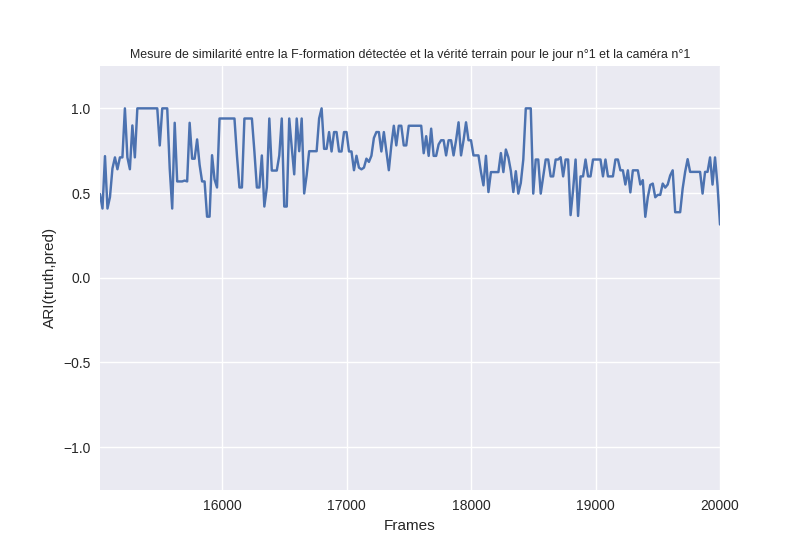 Mesure de similarité entre la F-formation détectée et la vérité terrain pour le jour n°1 et la caméra n°1
1.0
0.5
0.0
−0.5
−1.0
ARI(truth,pred)
16000 17000 18000 19000 20000
Frames